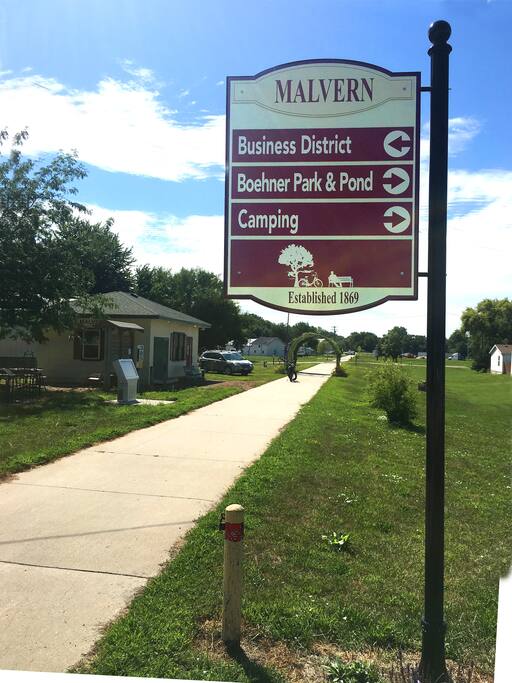 MALVERN
Business District
Boehner Park & Pond
Camping
Established 1869